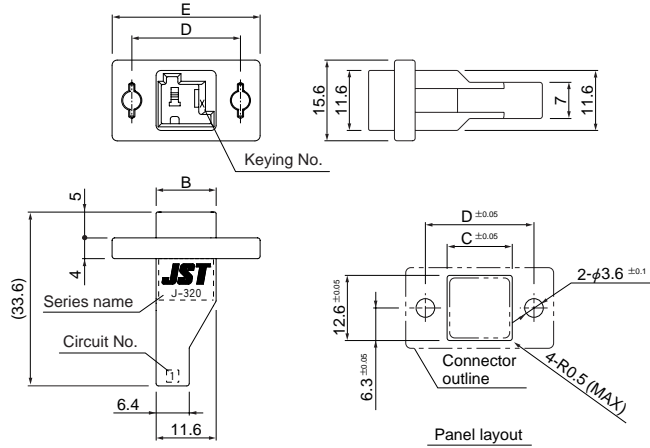 E
D
15.6
11.6
7
11.6
X
Keying No.
B
5
4
(33.6)
JST
J-320
Series name
Circuit No.
1
6.4
11.6
D ±0.05
C ±0.05
2-φ3.6 ±0.1
12.6 ±0.05
6.3 ±0.05
Connector
outline
4-R0.5 (MAX)
Panel layout